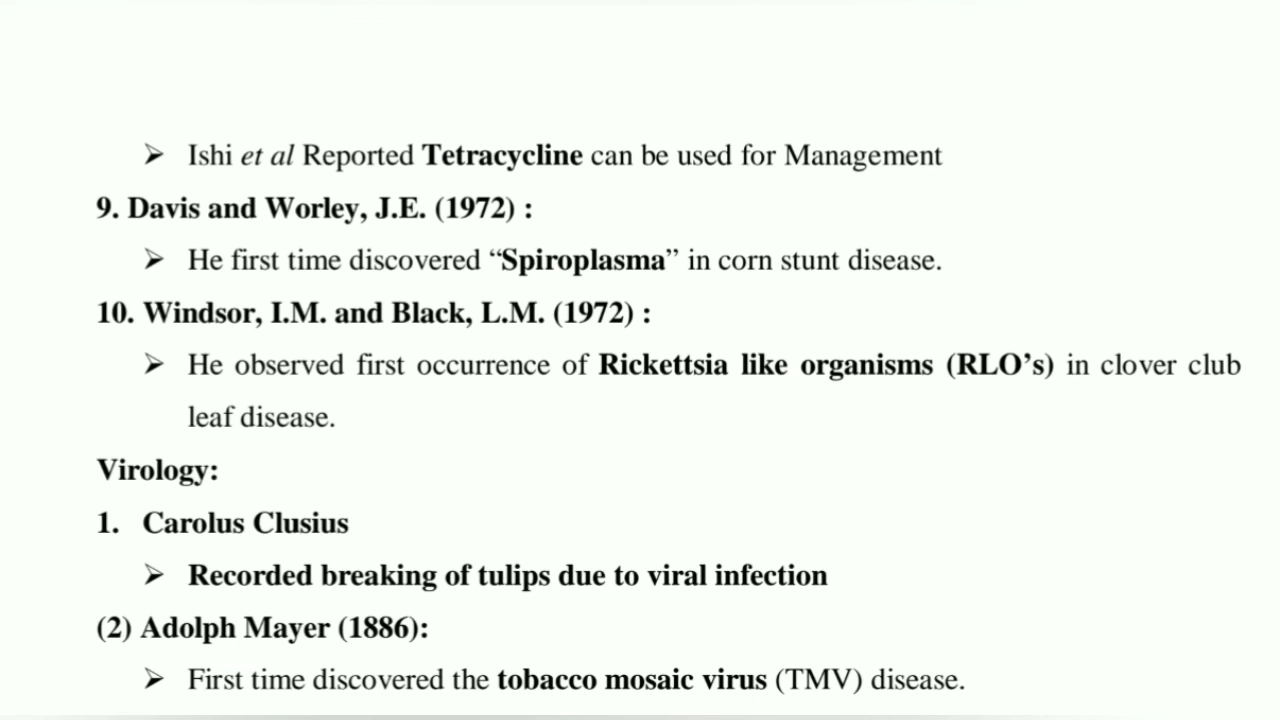 ➢ Ishi et al Reported Tetracycline can be used for Management
9. Davis and Worley, J.E. (1972) :
➢ He first time discovered “Spiroplasma” in corn stunt disease.
10. Windsor, I.M. and Black, L.M. (1972) :
➢ He observed first occurrence of Rickettsia like organisms (RLO’s) in clover club
leaf disease.
Virology:
1. Carolus Clusius
➢ Recorded breaking of tulips due to viral infection
(2) Adolph Mayer (1886):
➢ First time discovered the tobacco mosaic virus (TMV) disease.